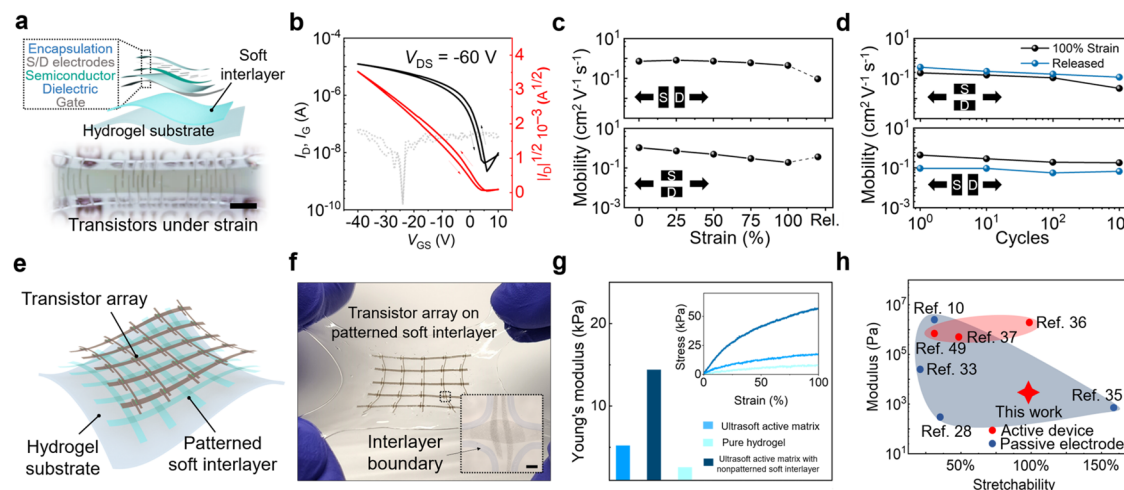 a
Encapsulation
S/D electrodes
Semiconductor
Dielectric
Gate
Soft
interlayer
Hydrogel substrate
Transistors under strain
b
V_DS = -60 V
I_D, I_G (A)
10^-4
10^-6
10^-8
10^-10
-40 -30 -20 -10 0 10
V_GS (V)
4
3
2
1
0
|I_D|^1/2 10^-3 (A^1/2)
c
Mobility (cm² V⁻¹ s⁻¹)
10^1
10^-1
10^-3
S D
10^1
10^-1
10^-3
S
D
0 25 50 75 100 Rel.
Strain (%)
d
Mobility (cm² V⁻¹ s⁻¹)
10^1
10^-1
10^-3
100% Strain
Released
S
D
10^1
10^-1
10^-3
S D
10^0 10^1 10^2
Cycles
e
Transistor array
Hydrogel
substrate
Patterned
soft interlayer
f
Transistor array on
patterned soft interlayer
Interlayer
boundary
g
Young's modulus (kPa)
20
10
Stress (kPa)
60
40
20
0
0 50 100
Strain (%)
Ultrasoft active matrix
Pure hydrogel
Ultrasoft active matrix with
nonpatterned soft interlayer
h
Modulus (Pa)
10^7
10^5
10^3
10^1
Ref. 10
Ref. 36
Ref. 37
Ref. 49
Ref. 33
Ref. 35
This work
Ref. 28
Active device
Passive electrode
50% 100% 150%
Stretchability